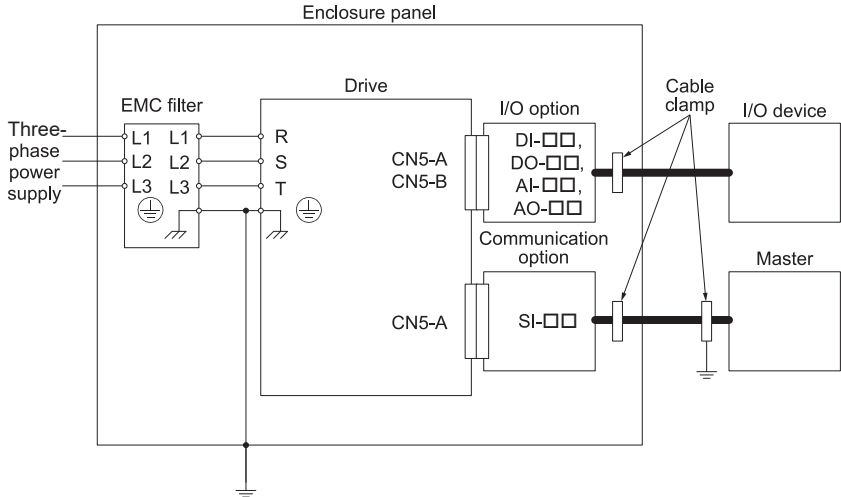 Enclosure panel
Drive
EMC filter
Three-
phase
power
supply
L1 L1
L2 L2
L3 L3
R
S
T
CN5-A
CN5-B
I/O option
DI-□□,
DO-□□,
AI-□□,
AO-□□
Cable
clamp
I/O device
Communication
option
CN5-A
SI-□□
Master